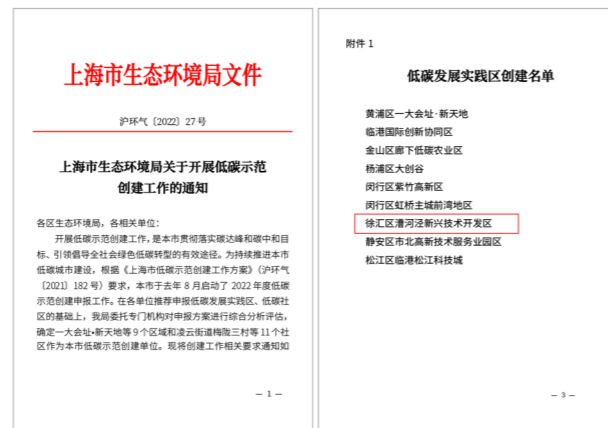 上海市生态环境局文件
沪环气〔2022〕27号
上海市生态环境局关于开展低碳示范
创建工作的通知
各区生态环境局，各相关单位：
开展低碳示范创建工作，是本市贯彻落实碳达峰和碳中和目
标、引领倡导全社会绿色低碳转型的有效途径。为持续推进本市
低碳城市建设，根据《上海市低碳示范创建工作方案》（沪环气
〔2021〕182号）要求，本市于去年8月启动了2022年度低碳
示范创建申报工作。在各单位推荐申报低碳发展实践区、低碳社
区的基础上，我局委托专门机构对申报方案进行综合分析评估，
确定一大会址•新天地等9个区域和凌云街道梅陇三村等11个社
区作为本市低碳示范创建单位。现将创建工作相关要求通知如
— 1 —
附件1
低碳发展实践区创建名单
黄浦区一大会址·新天地
临港国际创新协同区
金山区廊下低碳农业区
杨浦区大创谷
闵行区紫竹高新区
闵行区虹桥主城前湾地区
徐汇区漕河泾新兴技术开发区
静安区市北高新技术服务业园区
松江区临港松江科技城
— 3 —